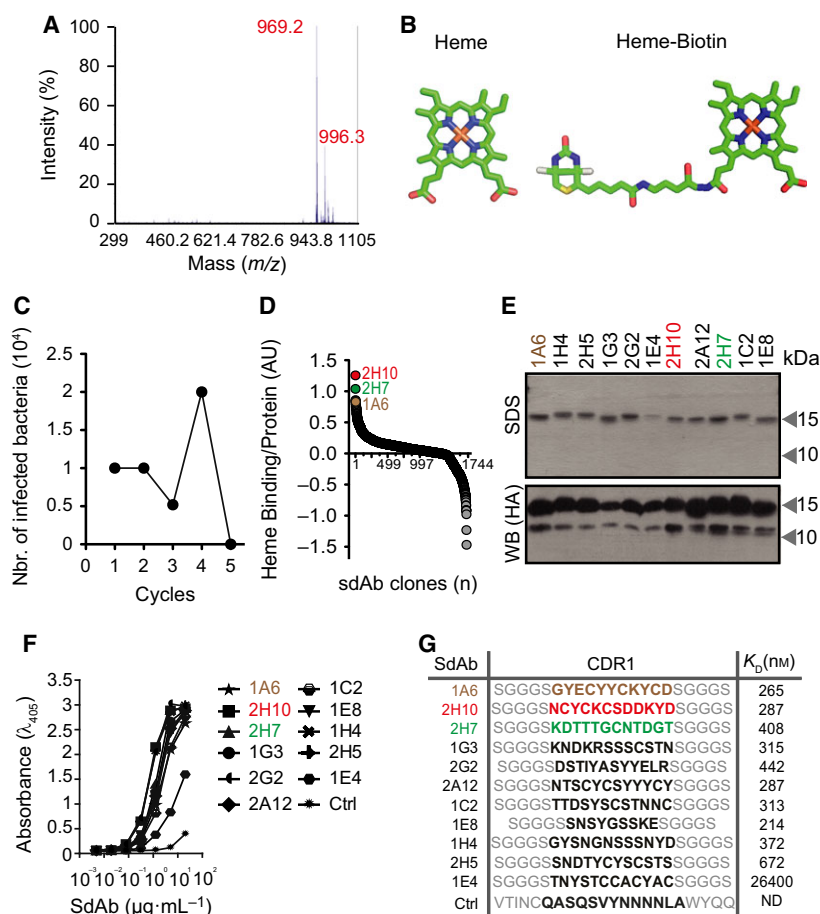 A
969.2
996.3
Intensity (%)
100
80
60
40
20
0
299 460.2 621.4 782.6 943.8 1105
Mass (m/z)
B
Heme
Heme-Biotin
C
Nbr. of infected bacteria (10⁴)
2.5
2
1.5
1
0.5
0
0 1 2 3 4 5
Cycles
D
Heme Binding/Protein (AU)
1.5
1.0
0.5
0.0
−0.5
−1.0
−1.5
2H10
2H7
1A6
1 499 997 1744
sdAb clones (n)
E
1A6 1H4 2H5 1G3 2G2 1E4 2H10 2A12 2H7 1C2 1E8 kDa
SDS
15
10
WB (HA)
15
10
F
Absorbance (λ₄₀₅)
3.5
3
2.5
2
1.5
1
0.5
0
10⁻³ 10⁻² 10⁻¹ 10⁰ 10¹ 10²
SdAb (µg·mL⁻¹)
1A6 1C2
2H10 1E8
2H7 1H4
1G3 2H5
2G2 1E4
2A12 Ctrl
G
SdAb CDR1 K_D(nM)
1A6 SGGGSGYECYYCKYCDSGGGS 265
2H10 SGGGSNCYCKCSDDKYDSGGGS 287
2H7 SGGGSKDTTTGCNTDGTSGGGS 408
1G3 SGGGSKNDKRSSSCSTNSGGGS 315
2G2 SGGGSDSTIYASYYELRSGGGS 442
2A12 SGGGSNTSCYCSYYYCYSGGGS 287
1C2 SGGGSTTDSYSCSTNNCSGGGS 313
1E8 SGGGSSNSYGSSKESGGGS 214
1H4 SGGGSGYSNGNSSSNYDSGGGS 372
2H5 SGGGSSNDTYCYSCSTSSGGGS 672
1E4 SGGGSTNYSTCCACYACSGGGS 26400
Ctrl VTINCQASQSVYNNNNLAWYQQ ND